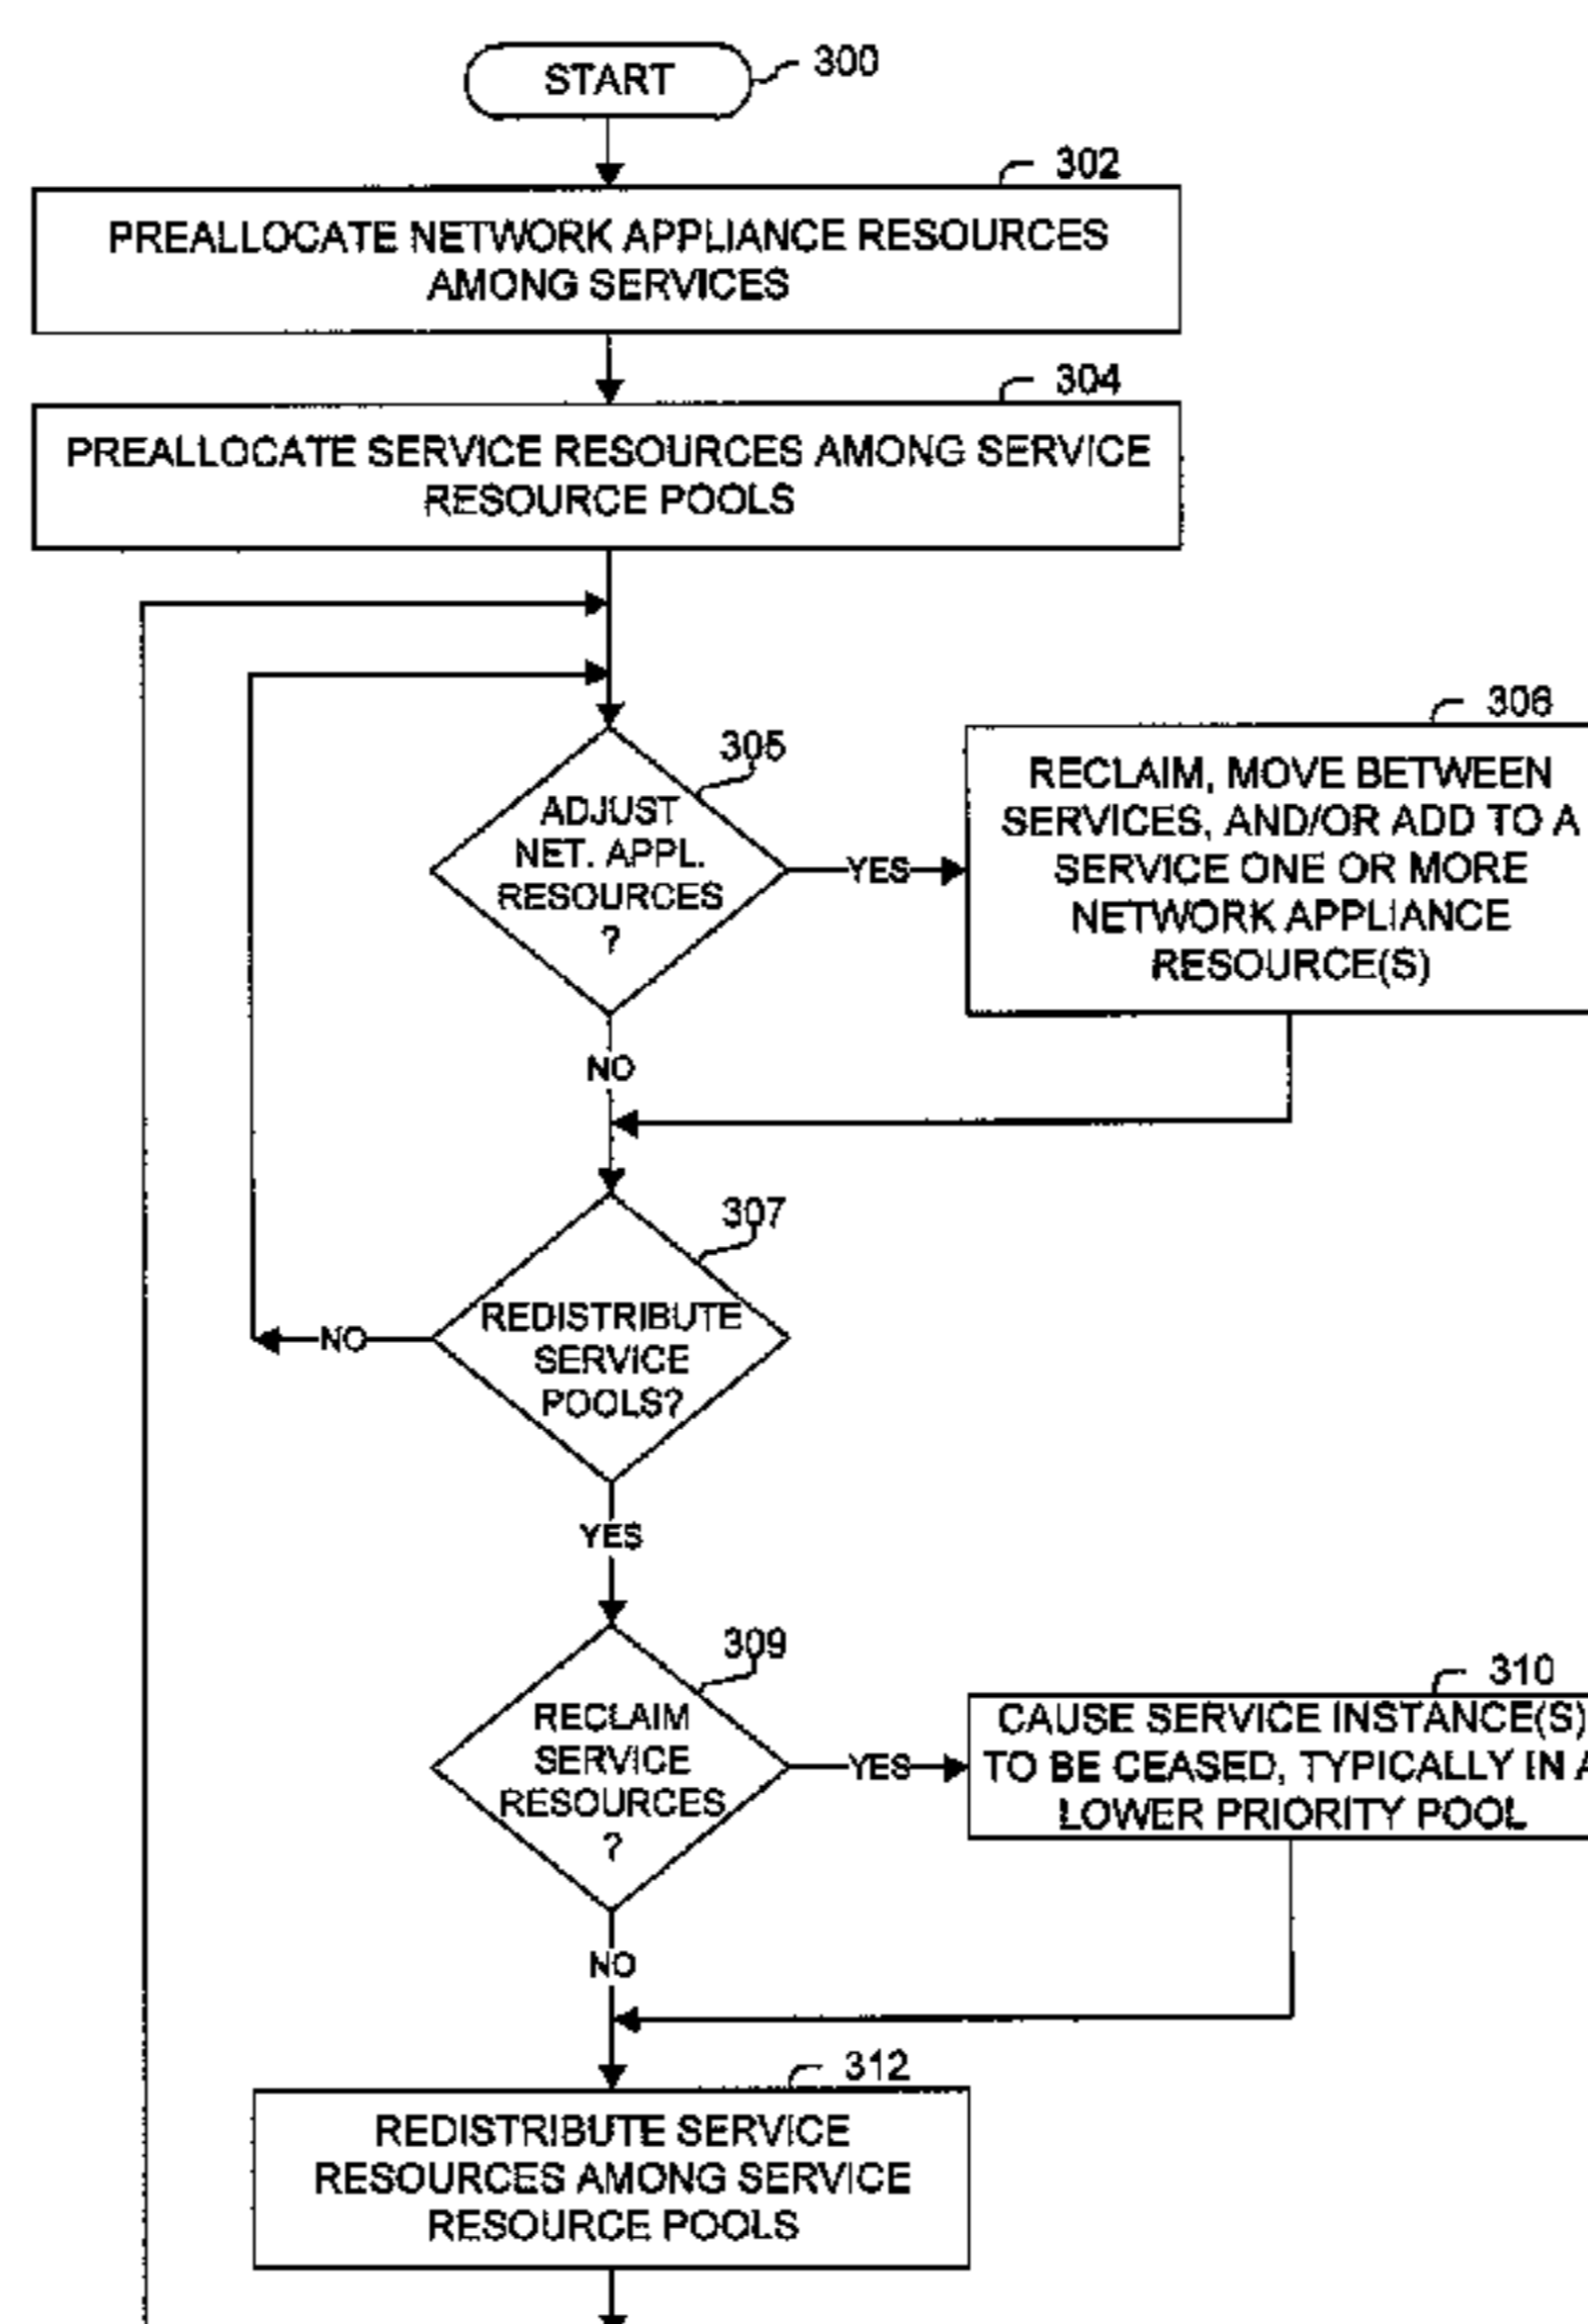 START
300
302
PREALLOCATE NETWORK APPLIANCE RESOURCES
AMONG SERVICES
304
PREALLOCATE SERVICE RESOURCES AMONG SERVICE
RESOURCE POOLS
305
ADJUST
NET. APPL.
RESOURCES
?
YES
306
RECLAIM, MOVE BETWEEN
SERVICES, AND/OR ADD TO A
SERVICE ONE OR MORE
NETWORK APPLIANCE
RESOURCE(S)
NO
307
REDISTRIBUTE
SERVICE
POOLS?
NO
YES
309
RECLAIM
SERVICE
RESOURCES
?
YES
310
CAUSE SERVICE INSTANCE(S)
TO BE CEASED, TYPICALLY IN A
LOWER PRIORITY POOL
NO
312
REDISTRIBUTE SERVICE
RESOURCES AMONG SERVICE
RESOURCE POOLS